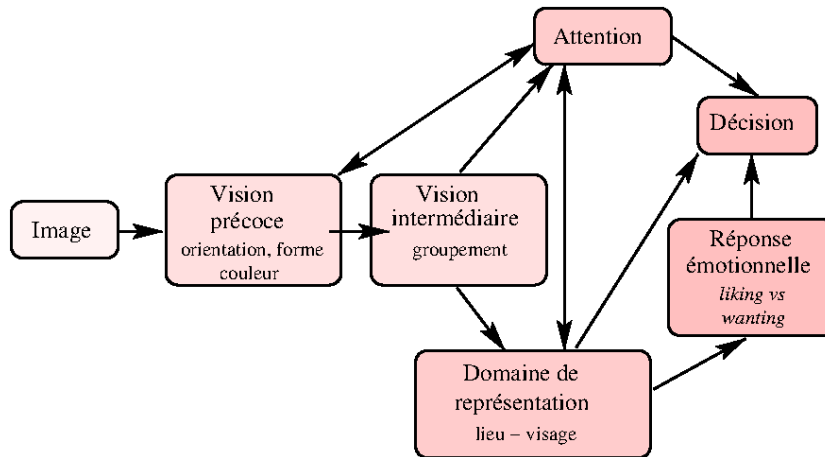 Attention
Décision
Image
Vision
précoce
orientation, forme
couleur
Vision
intermédiaire
groupement
Réponse
émotionnelle
liking vs
wanting
Domaine de
représentation
lieu – visage